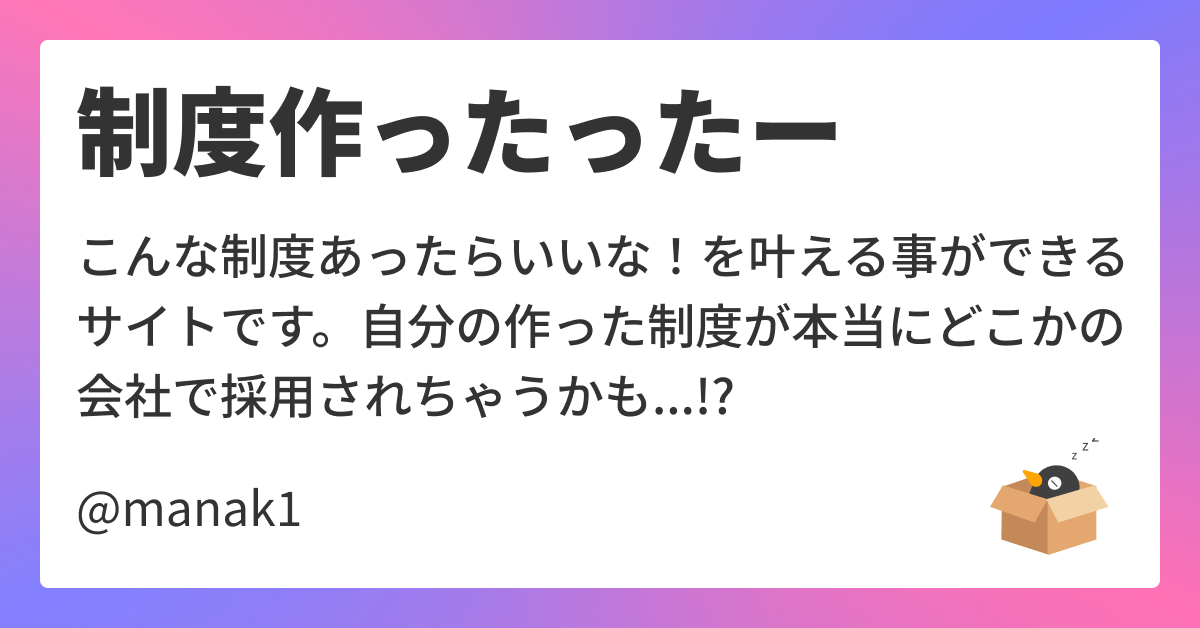 制度作ったったー
こんな制度あったらいいな！を叶える事ができる
サイトです。自分の作った制度が本当にどこかの
会社で採用されちゃうかも...!?
z z z
@manak1